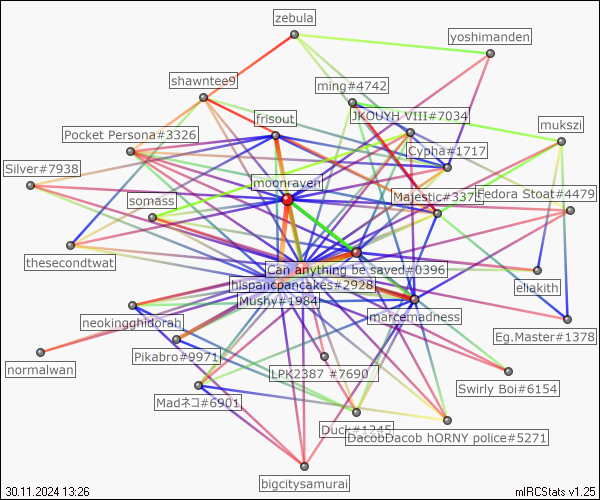 zebula
yoshimanden
shawntee9
ming#4742
frisout
JKOUYH VIII#7034
mukszi
Pocket Persona#3326
Cypha#1717
Silver#7938
moonraven
somass
Majestic#337
Fedora Stoat#4479
thesecondtwat
Can anything be saved#0396
hispancpancakes#2928
eliakith
Mushy#1984
neokingghidorah
marcemadness
Eg.Master#1378
Pikabro#9971
normalwan
LPK2387 #7690
Swirly Boi#6154
Madネコ#6901
Duck#1245
DacobDacob hORNY police#5271
bigcitysamurai
30.11.2024 13:26
mIRCStats v1.25